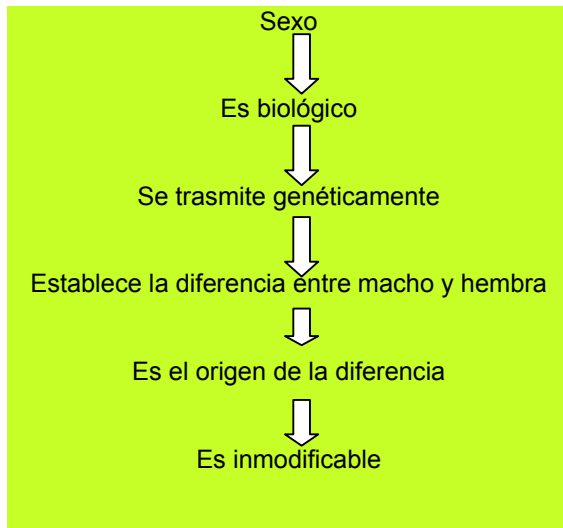 Sexo
Es biológico
Se trasmite genéticamente
Establece la diferencia entre macho y hembra
Es el origen de la diferencia
Es inmodificable